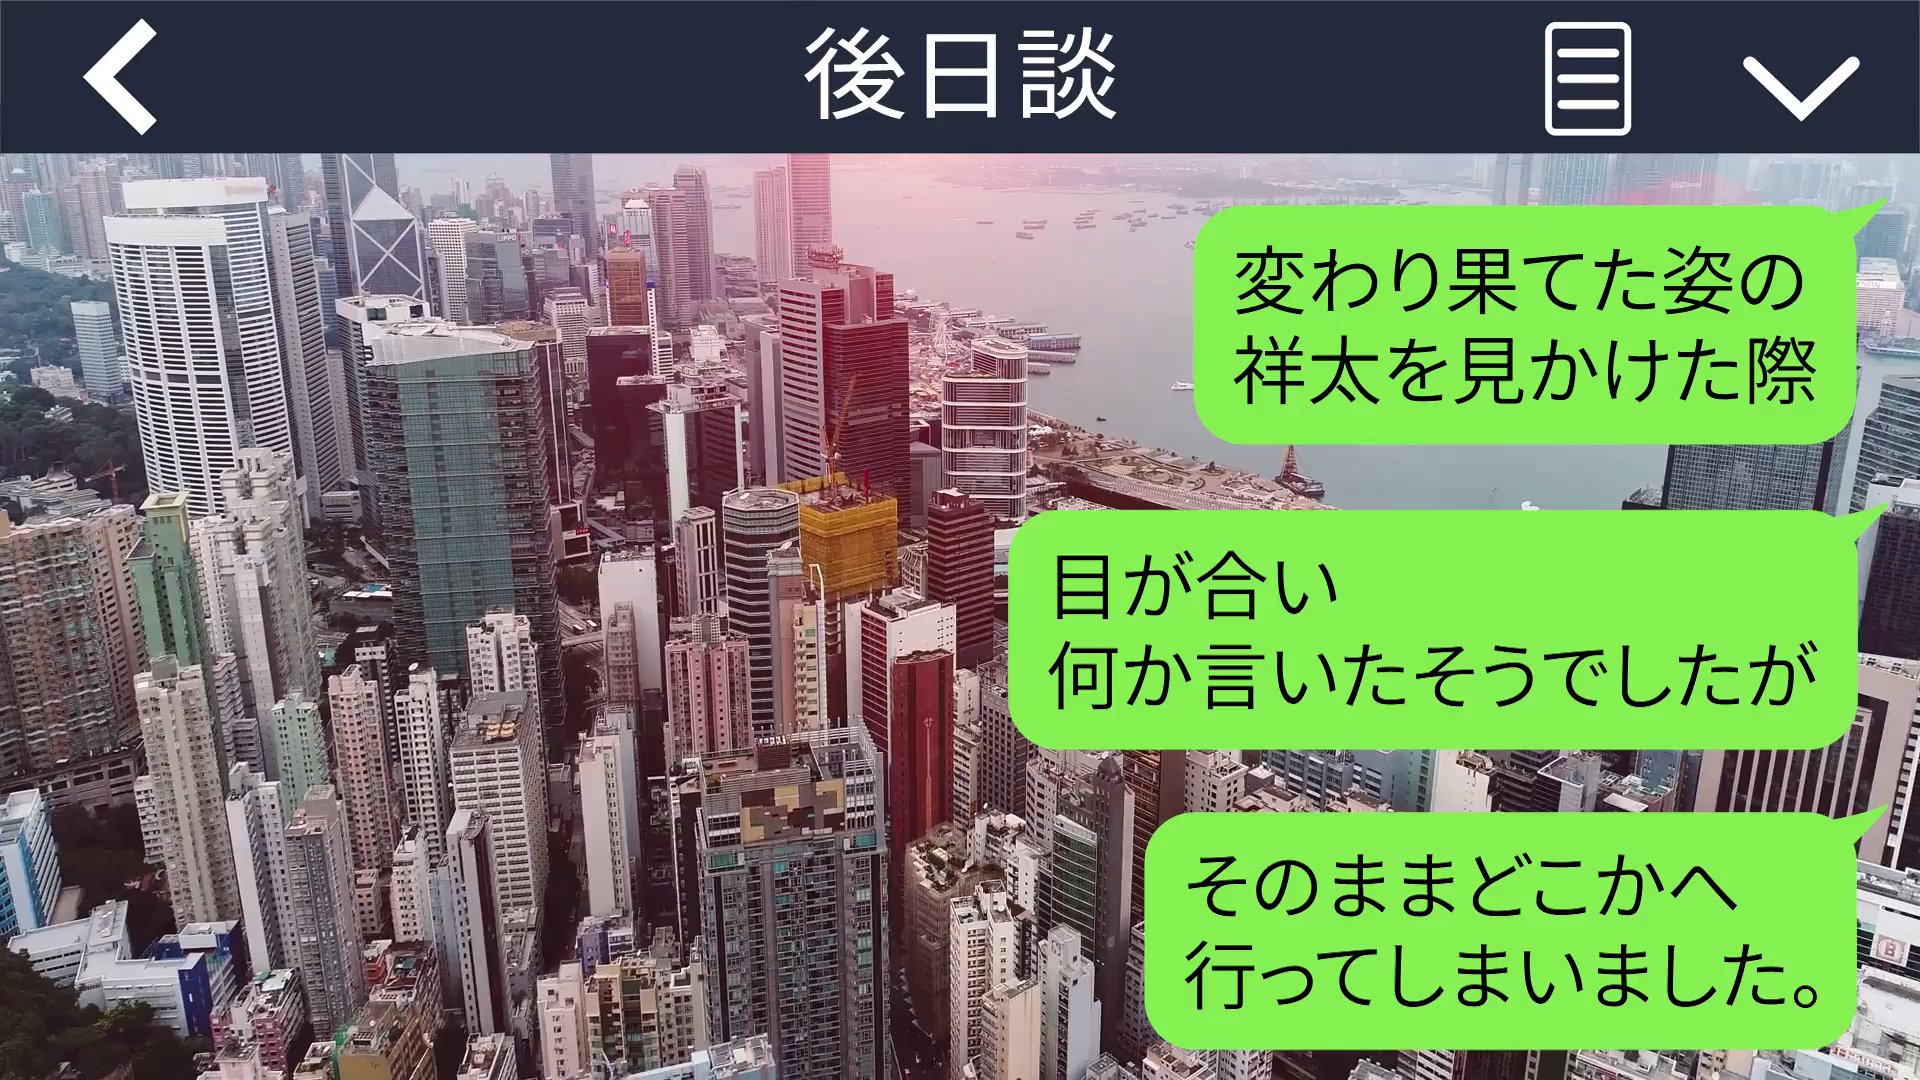 後日談
変わり果てた姿の
祥太を見かけた際
目が合い
何か言いたそうでしたが
そのままどこかへ
行ってしまいました。
LIPPO